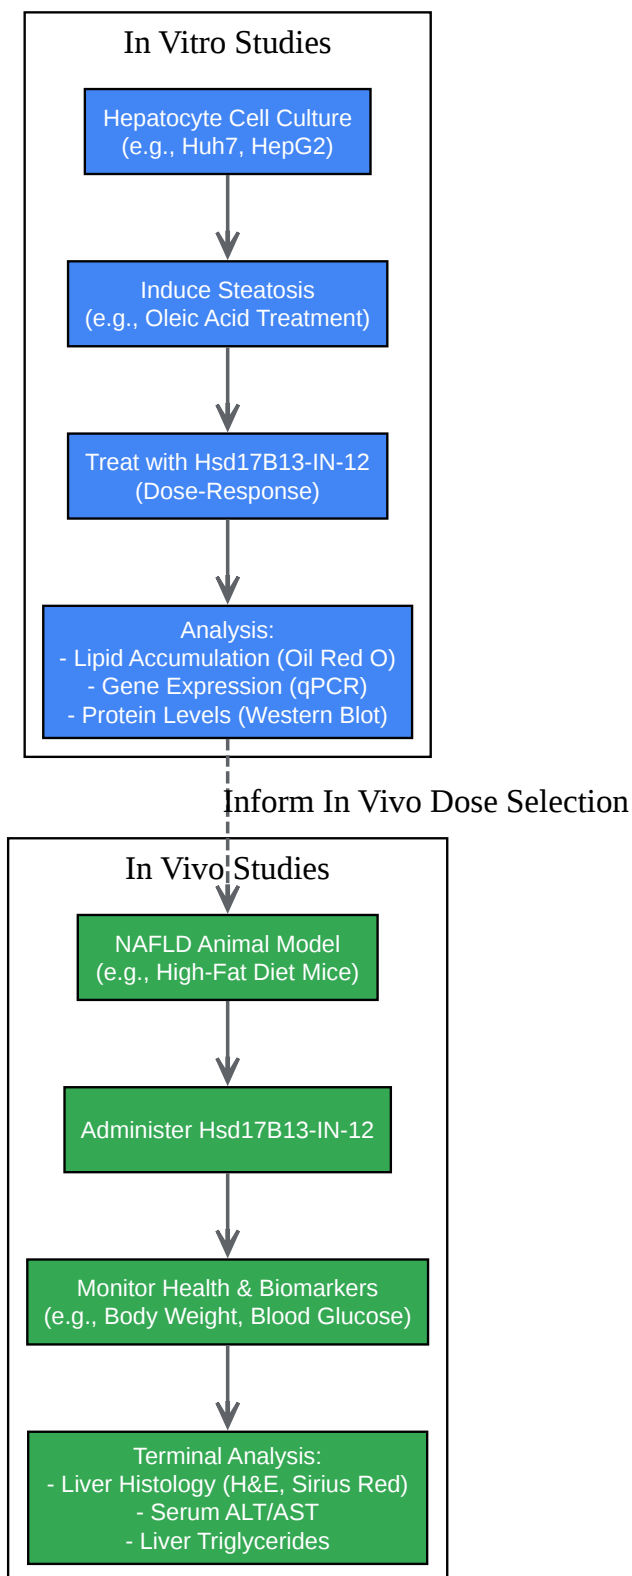 In Vitro Studies
Hepatocyte Cell Culture
(e.g., Huh7, HepG2)
Induce Steatosis
(e.g., Oleic Acid Treatment)
Treat with Hsd17B13-IN-12
(Dose-Response)
Analysis:
- Lipid Accumulation (Oil Red O)
- Gene Expression (qPCR)
- Protein Levels (Western Blot)
Inform In Vivo Dose Selection
In Vivo Studies
NAFLD Animal Model
(e.g., High-Fat Diet Mice)
Administer Hsd17B13-IN-12
Monitor Health & Biomarkers
(e.g., Body Weight, Blood Glucose)
Terminal Analysis:
- Liver Histology (H&E, Sirius Red)
- Serum ALT/AST
- Liver Triglycerides